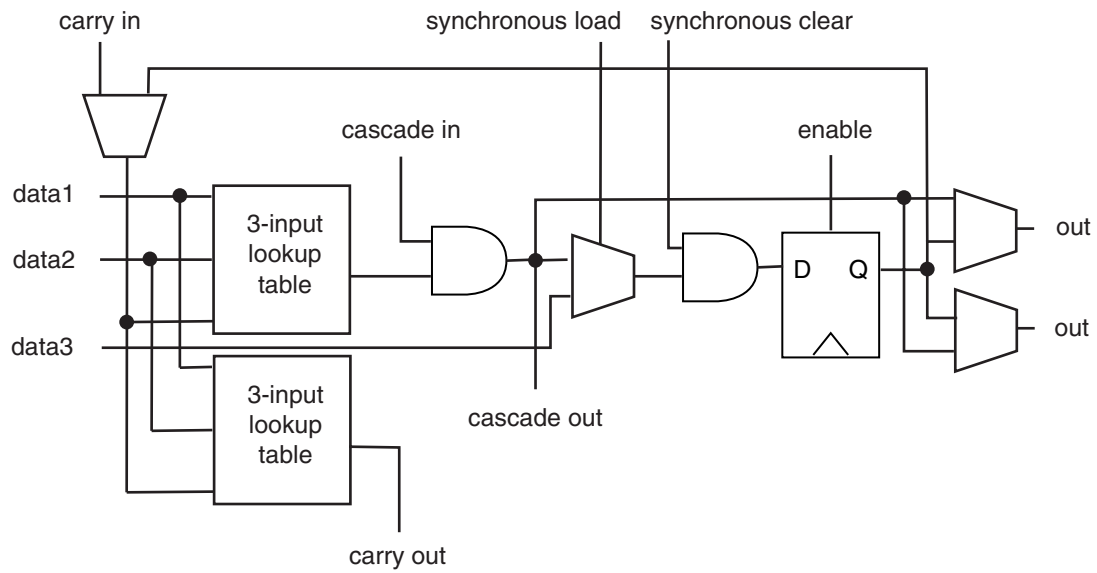 carry in
synchronous load
synchronous clear
cascade in
enable
data1
data2
data3
3-input
lookup
table
D
Q
out
out
3-input
lookup
table
cascade out
carry out